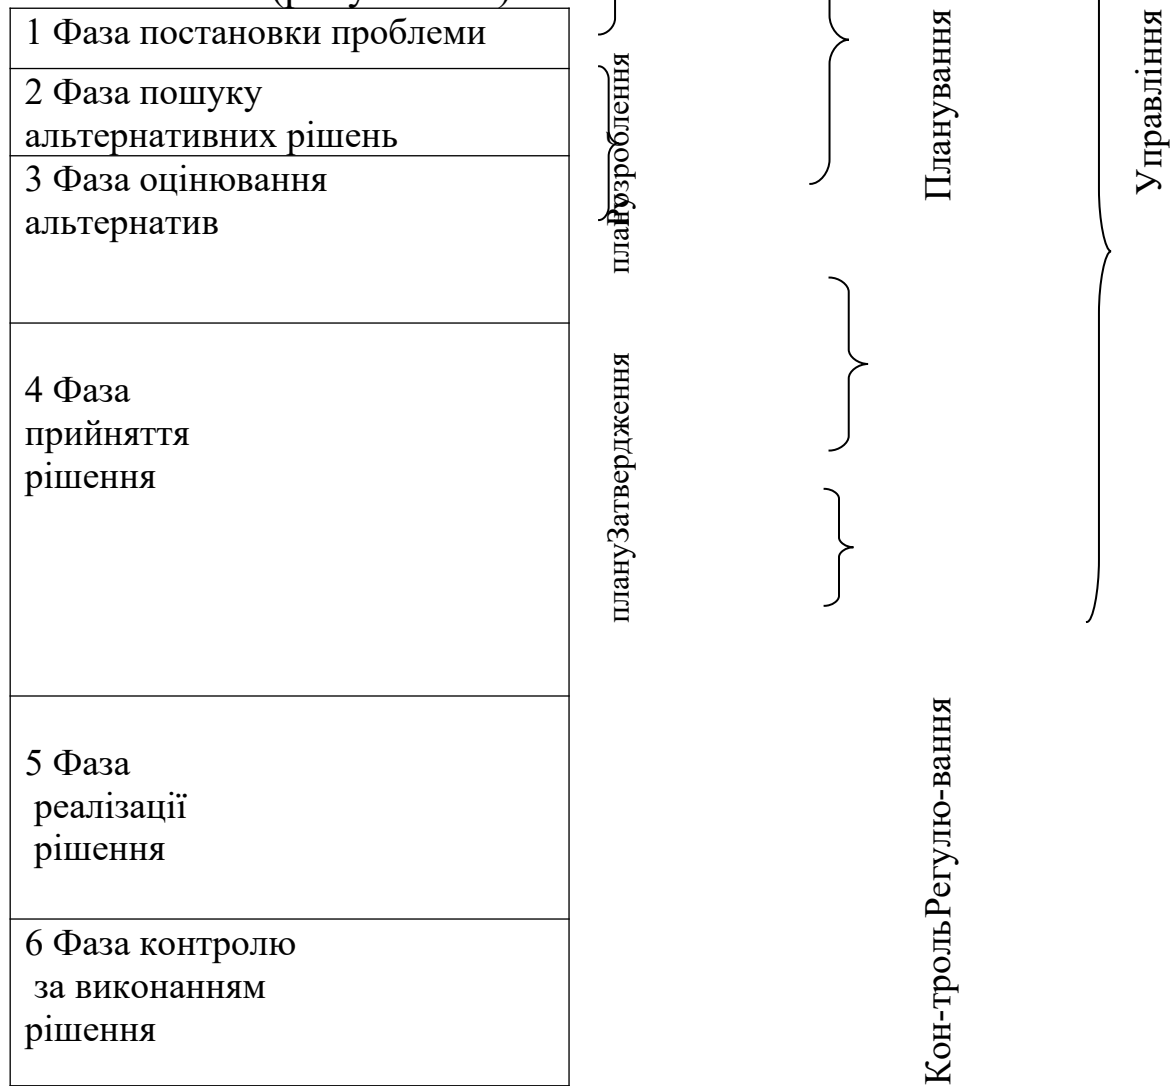 1 Фаза постановки проблеми
2 Фаза пошуку
альтернативних рішень
3 Фаза оцінювання
альтернатив
4 Фаза
прийняття
рішення
5 Фаза
реалізації
рішення
6 Фаза контролю
за виконанням
рішення
Розроблення
плану
Затвердження
плану
Планування
Регулю-вання
Кон-троль
Управління